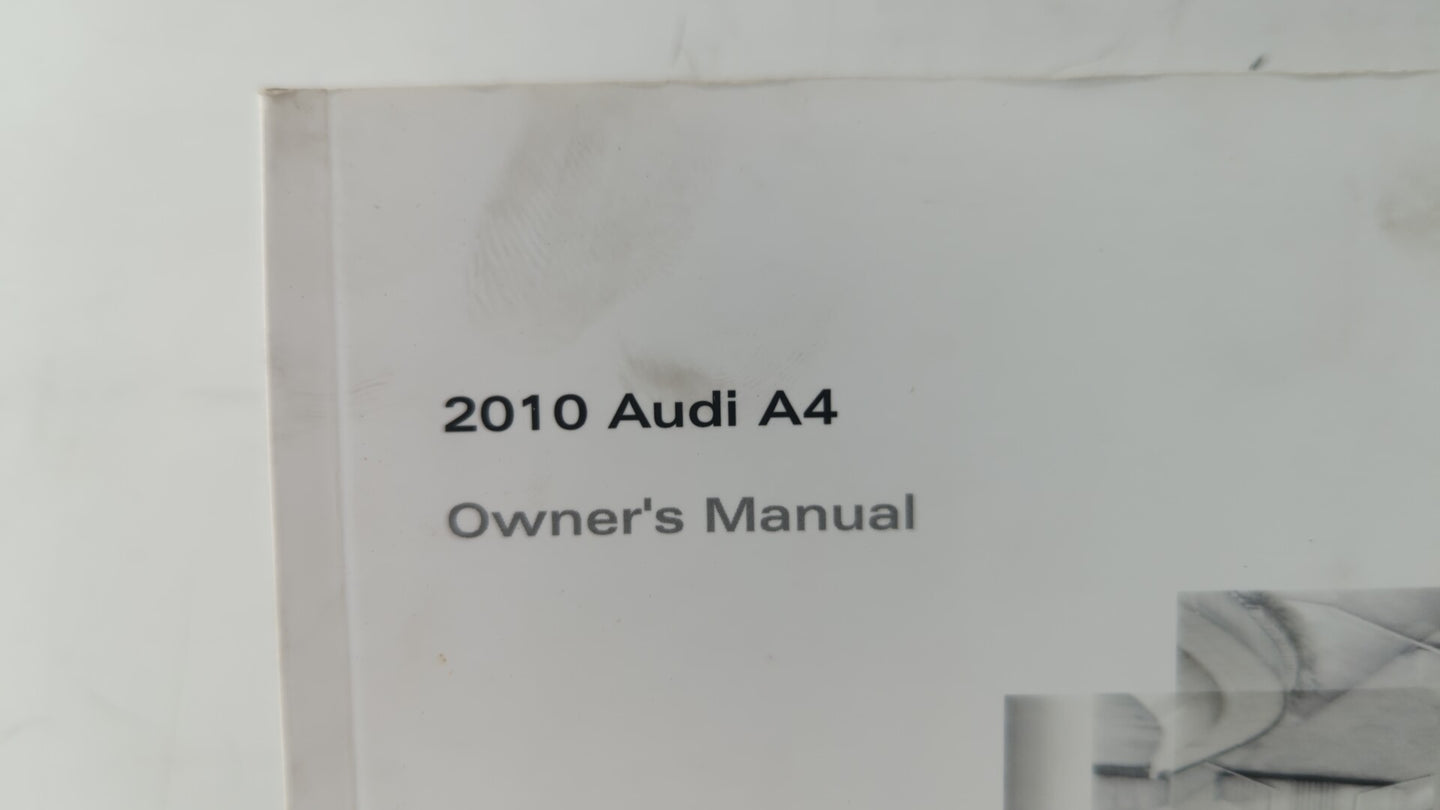 2010 Audi A4
Owner's Manual